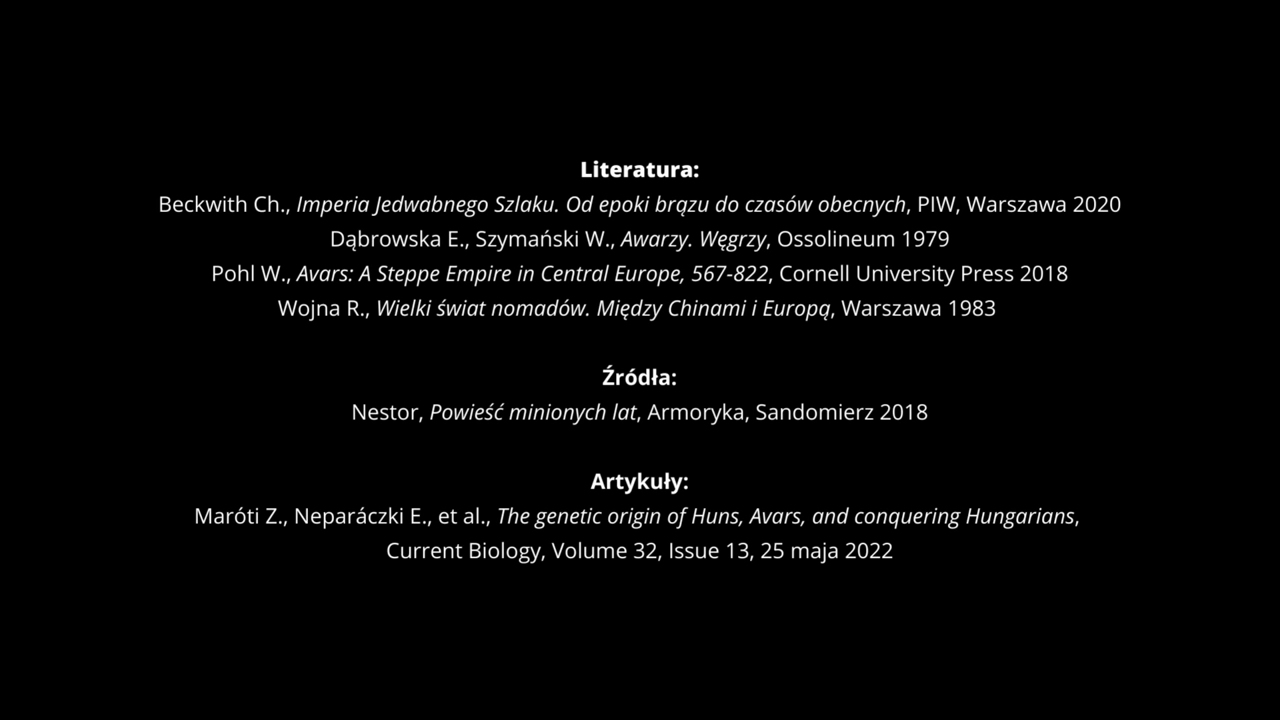 Literatura:
Beckwith Ch., Imperia Jedwabnego Szlaku. Od epoki brązu do czasów obecnych, PIW, Warszawa 2020
Dąbrowska E., Szymański W., Awarzy. Węgrzy, Ossolineum 1979
Pohl W., Avars: A Steppe Empire in Central Europe, 567-822, Cornell University Press 2018
Wojna R., Wielki świat nomadów. Między Chinami i Europą, Warszawa 1983
Źródła:
Nestor, Powieść minionych lat, Armoryka, Sandomierz 2018
Artykuły:
Maróti Z., Neparáczki E., et al., The genetic origin of Huns, Avars, and conquering Hungarians,
Current Biology, Volume 32, Issue 13, 25 maja 2022